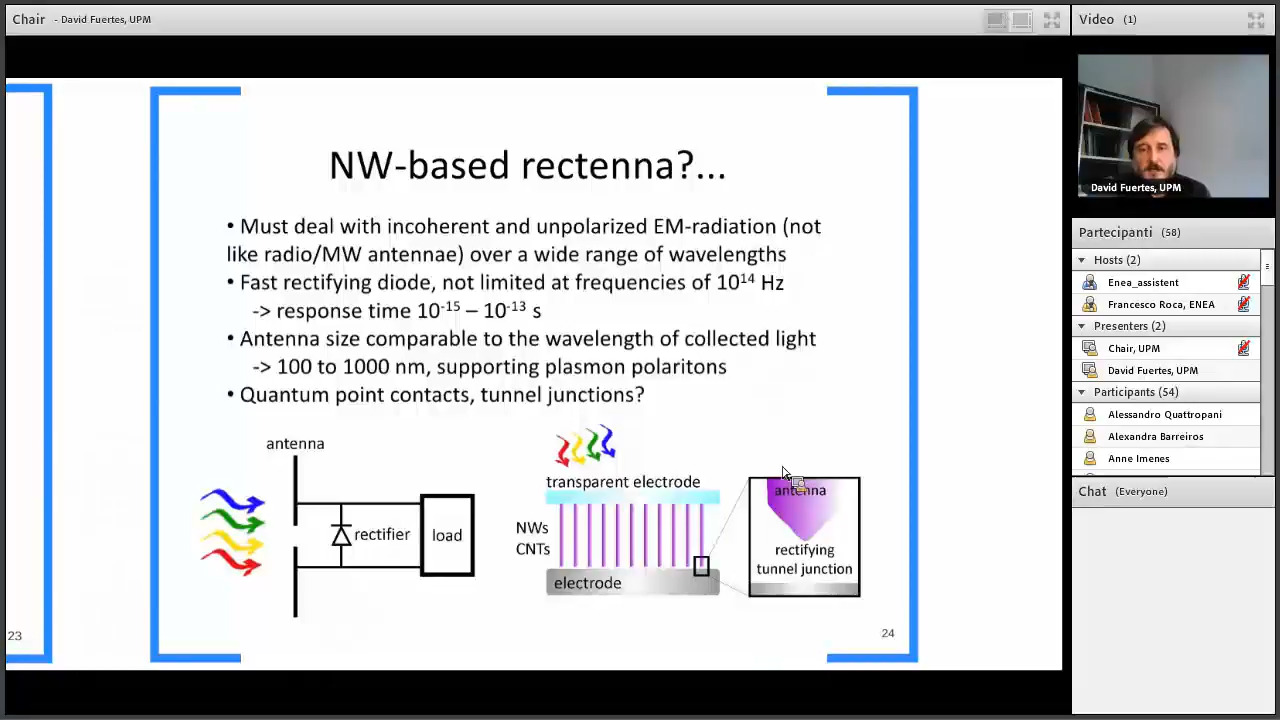 Chair - David Fuertes, UPM
Video (1)
David Fuertes, UPM
Partecipanti (58)
Hosts (2)
Enea_assistent
Francesco Roca, ENEA
Presenters (2)
Chair, UPM
David Fuertes, UPM
Participants (54)
Alessandro Quattropani
Alexandra Barreiros
Anne Imenes
Chat (Everyone)
23
NW-based rectenna?...
• Must deal with incoherent and unpolarized EM-radiation (not
like radio/MW antennae) over a wide range of wavelengths
• Fast rectifying diode, not limited at frequencies of 10¹⁴ Hz
-> response time 10⁻¹⁵ – 10⁻¹³ s
• Antenna size comparable to the wavelength of collected light
-> 100 to 1000 nm, supporting plasmon polaritons
• Quantum point contacts, tunnel junctions?
antenna
rectifier
load
transparent electrode
NWs
CNTs
electrode
antenna
rectifying
tunnel junction
24